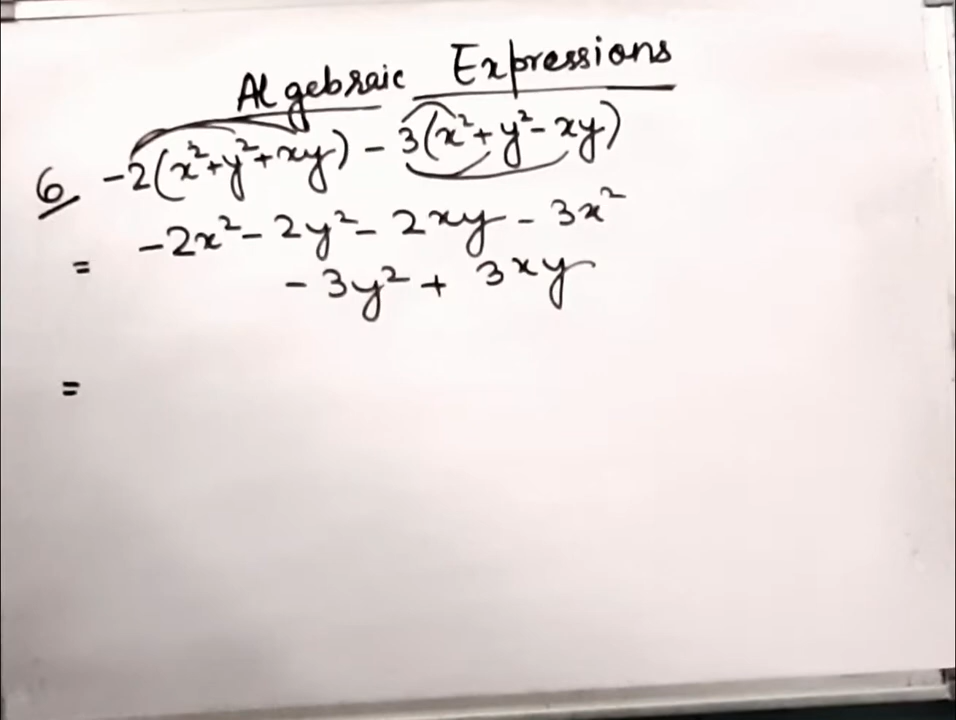 Algebraic Expressions
6 -2(x²+y²+xy) - 3(x²+y²-xy)
= -2x² - 2y² - 2xy - 3x²
- 3y² + 3xy
=